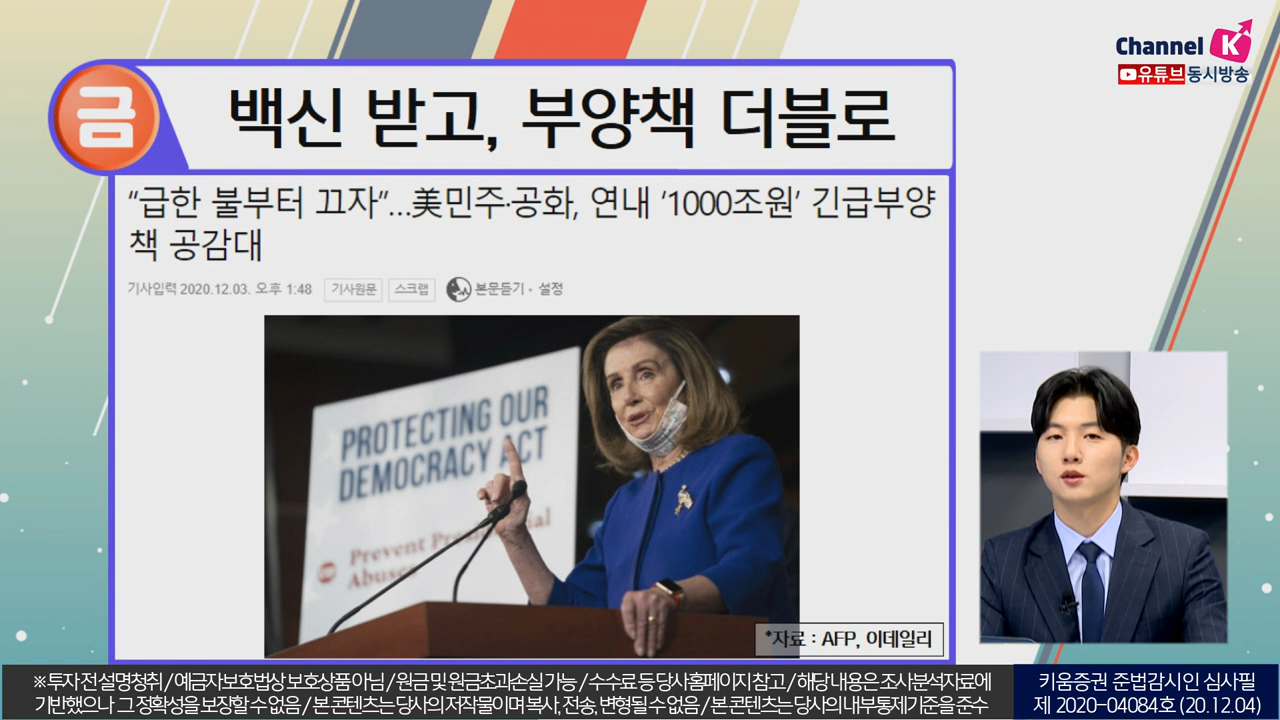 Channel K
유튜브동시방송
금
백신 받고, 부양책 더블로
“급한 불부터 끄자”…美민주·공화, 연내 ‘1000조원’ 긴급부양
책 공감대
기사입력 2020.12.03. 오후 1:48 기사원문 스크랩 본문듣기 · 설정
PROTECTING OUR
DEMOCRACY ACT
Prevent
Abuses
*자료 : AFP, 이데일리
※ 투자 전 설명청취 / 예금자보호법상 보호상품 아님 / 원금 및 원금초과손실 가능 / 수수료 등 당사홈페이지 참고 / 해당 내용은 조사분석자료에
기반했으나 그 정확성을 보장할 수 없음 / 본 콘텐츠는 당사의 저작물이며 복사, 전송, 변형될 수 없음 / 본 콘텐츠는 당사의 내부통제기준을 준수
키움증권 준법감시인 심사필
제 2020-04084호 (20.12.04)